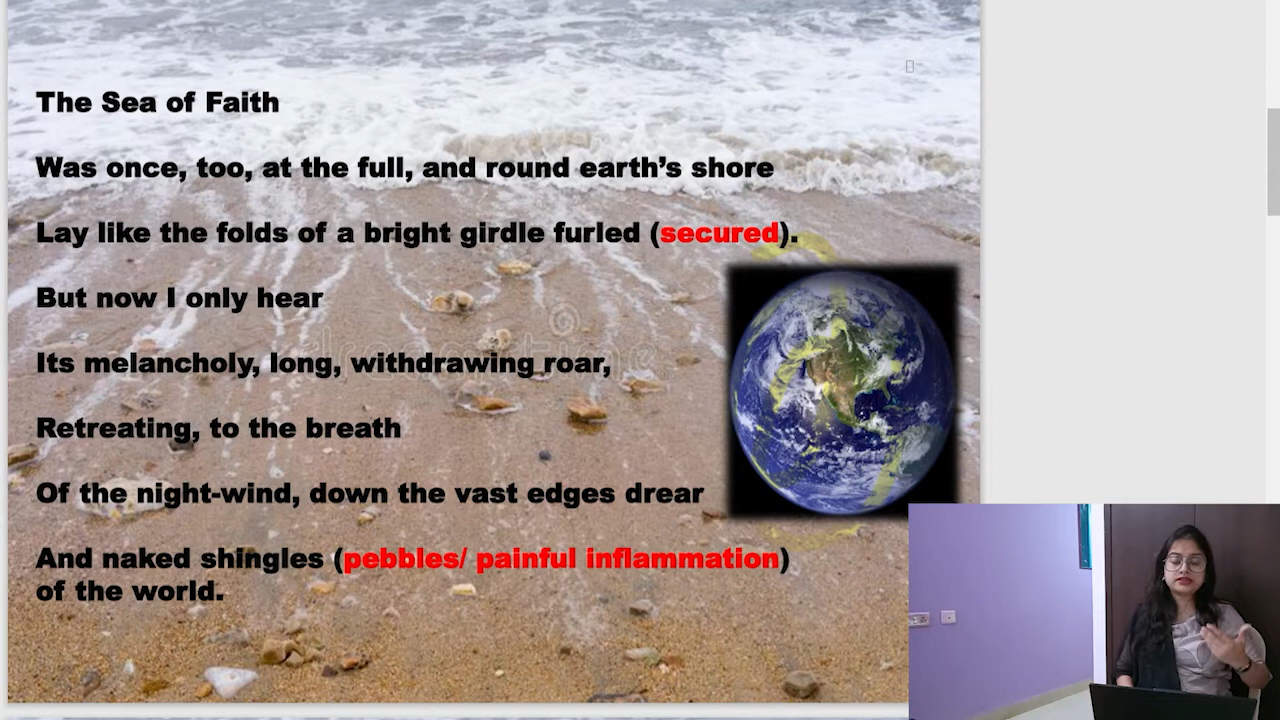 The Sea of Faith
Was once, too, at the full, and round earth’s shore
Lay like the folds of a bright girdle furled (secured).
But now I only hear
Its melancholy, long, withdrawing roar,
Retreating, to the breath
Of the night-wind, down the vast edges drear
And naked shingles (pebbles/ painful inflammation)
of the world.